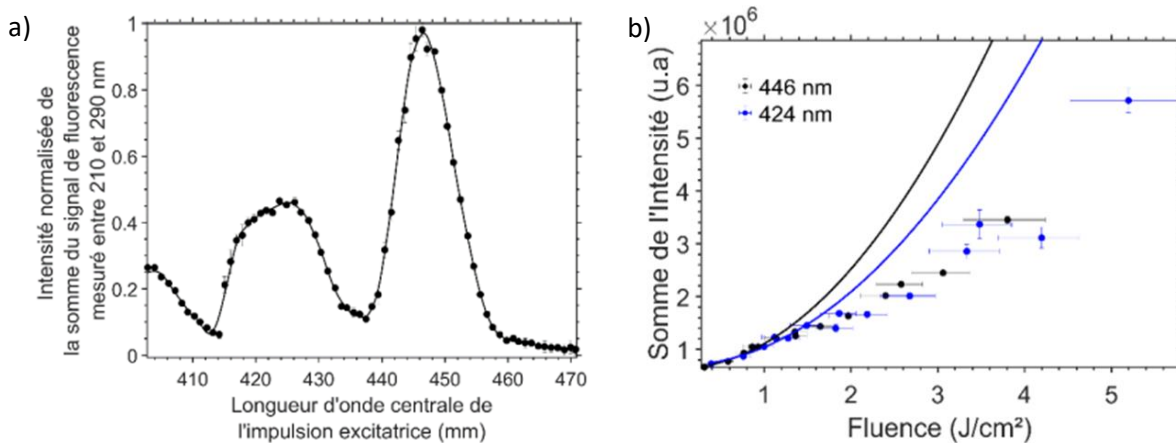 a)
Intensité normalisée de
la somme du signal de fluorescence
mesuré entre 210 et 290 nm
1
0.8
0.6
0.4
0.2
0
410 420 430 440 450 460 470
Longueur d'onde centrale de
l'impulsion excitatrice (mm)
b)
×10⁶
Somme de l'Intensité (u.a)
6
5
4
3
2
1
446 nm
424 nm
1 2 3 4 5
Fluence (J/cm²)